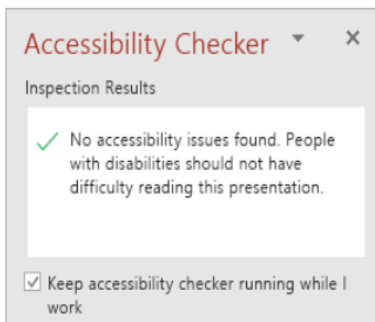 Accessibility Checker
Inspection Results
No accessibility issues found. People
with disabilities should not have
difficulty reading this presentation.
Keep accessibility checker running while I
work